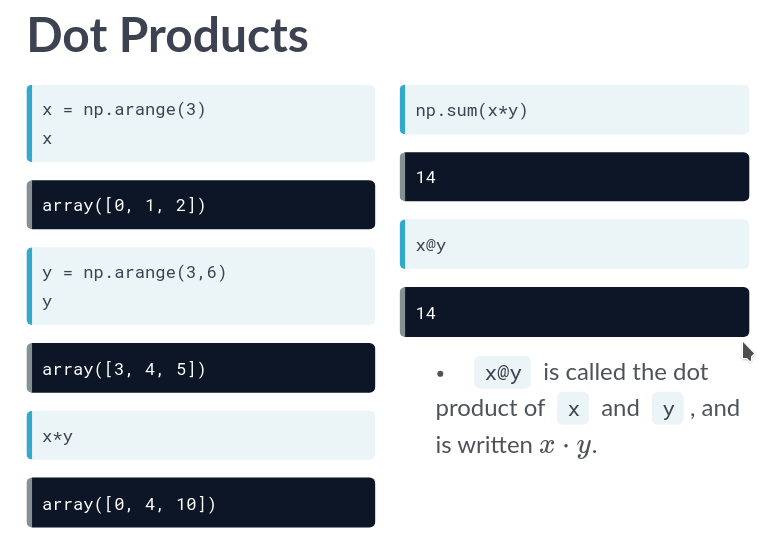 Dot Products
x = np.arange(3)
x
array([0, 1, 2])
y = np.arange(3,6)
y
array([3, 4, 5])
x*y
array([0, 4, 10])
np.sum(x*y)
14
x@y
14
• x@y is called the dot
product of x and y , and
is written x · y.